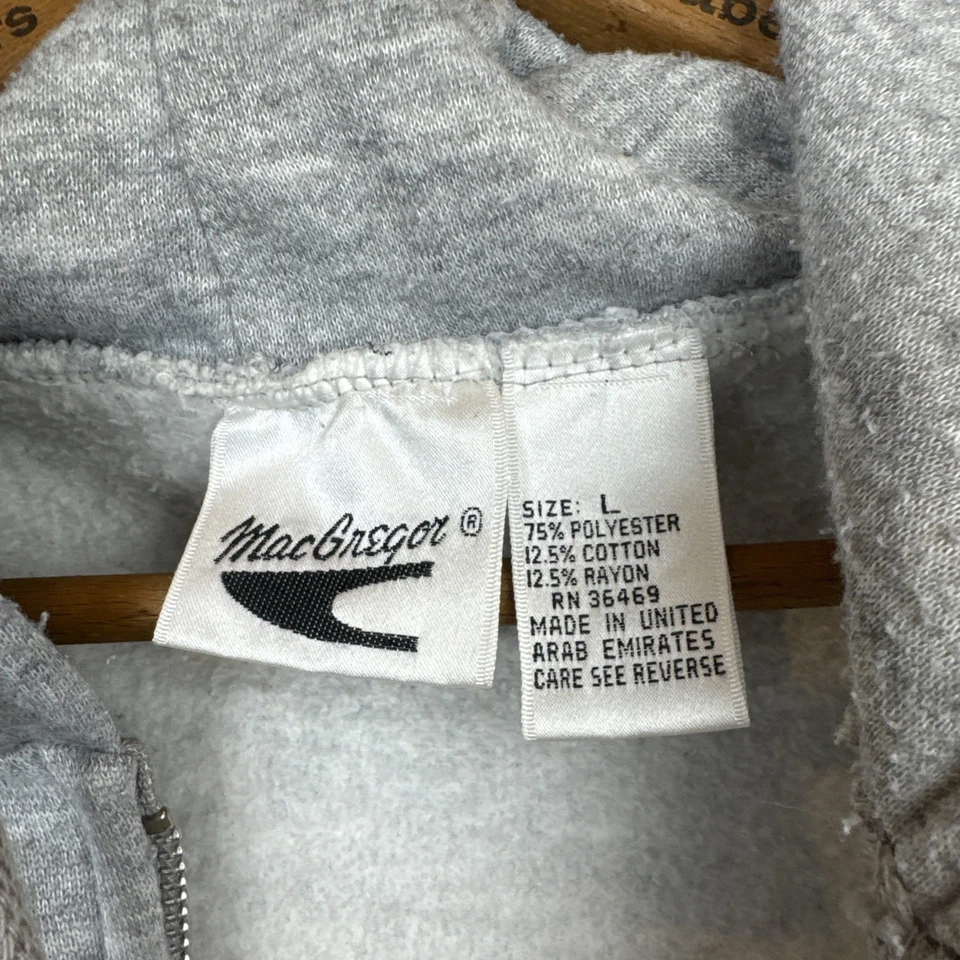 MacGregor ®
SIZE: L
75% POLYESTER
12.5% COTTON
12.5% RAYON
RN 36469
MADE IN UNITED
ARAB EMIRATES
CARE SEE REVERSE